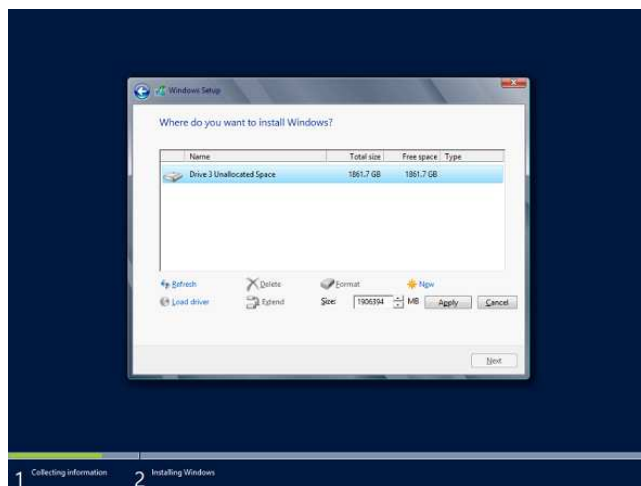 Windows Setup
Where do you want to install Windows?
Name Total size Free space Type
Drive 3 Unallocated Space 1861.7 GB 1861.7 GB
Refresh Delete Format New
Load driver Extend Size: 1906394 MB Apply Cancel
Next
1 Collecting information 2 Installing Windows